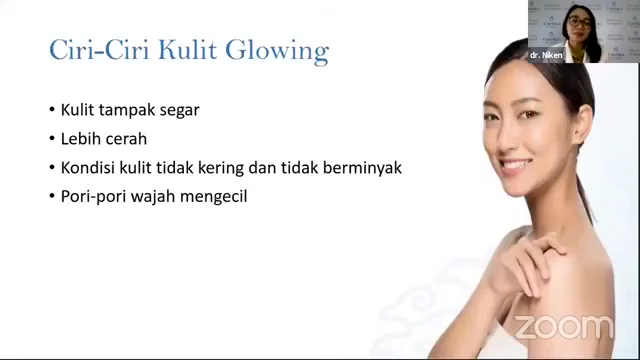 Ciri-Ciri Kulit Glowing
• Kulit tampak segar
• Lebih cerah
• Kondisi kulit tidak kering dan tidak berminyak
• Pori-pori wajah mengecil
dr. Niken
zoom